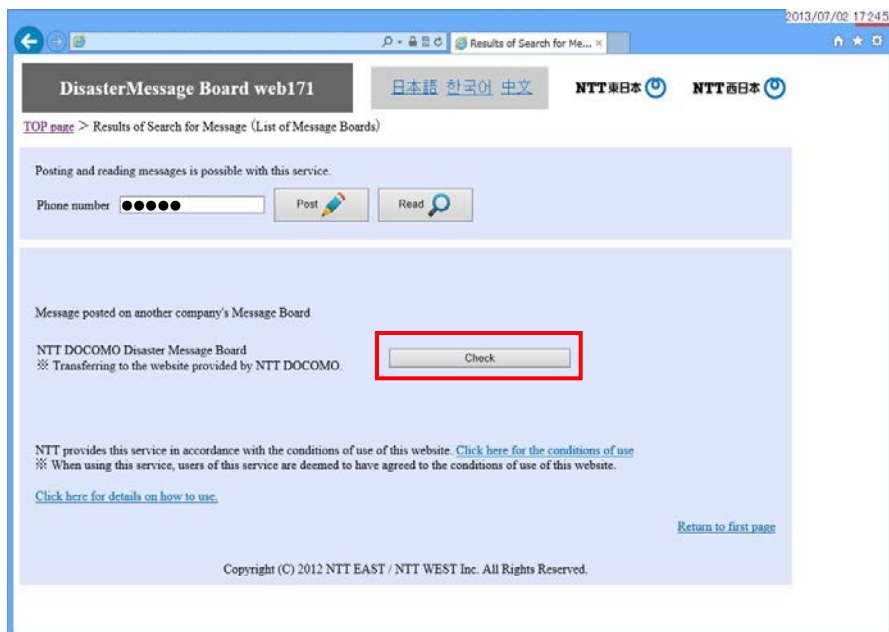 2013/07/02 17:24:5
Results of Search for Me... ×
DisasterMessage Board web171
日本語 한국어 中文
NTT東日本
NTT西日本
TOP page > Results of Search for Message (List of Message Boards)
Posting and reading messages is possible with this service.
Phone number ●●●●● Post Read
Message posted on another company's Message Board
NTT DOCOMO Disaster Message Board
※ Transferring to the website provided by NTT DOCOMO.
Check
NTT provides this service in accordance with the conditions of use of this website. Click here for the conditions of use
※ When using this service, users of this service are deemed to have agreed to the conditions of use of this website.
Click here for details on how to use.
Return to first page
Copyright (C) 2012 NTT EAST / NTT WEST Inc. All Rights Reserved.